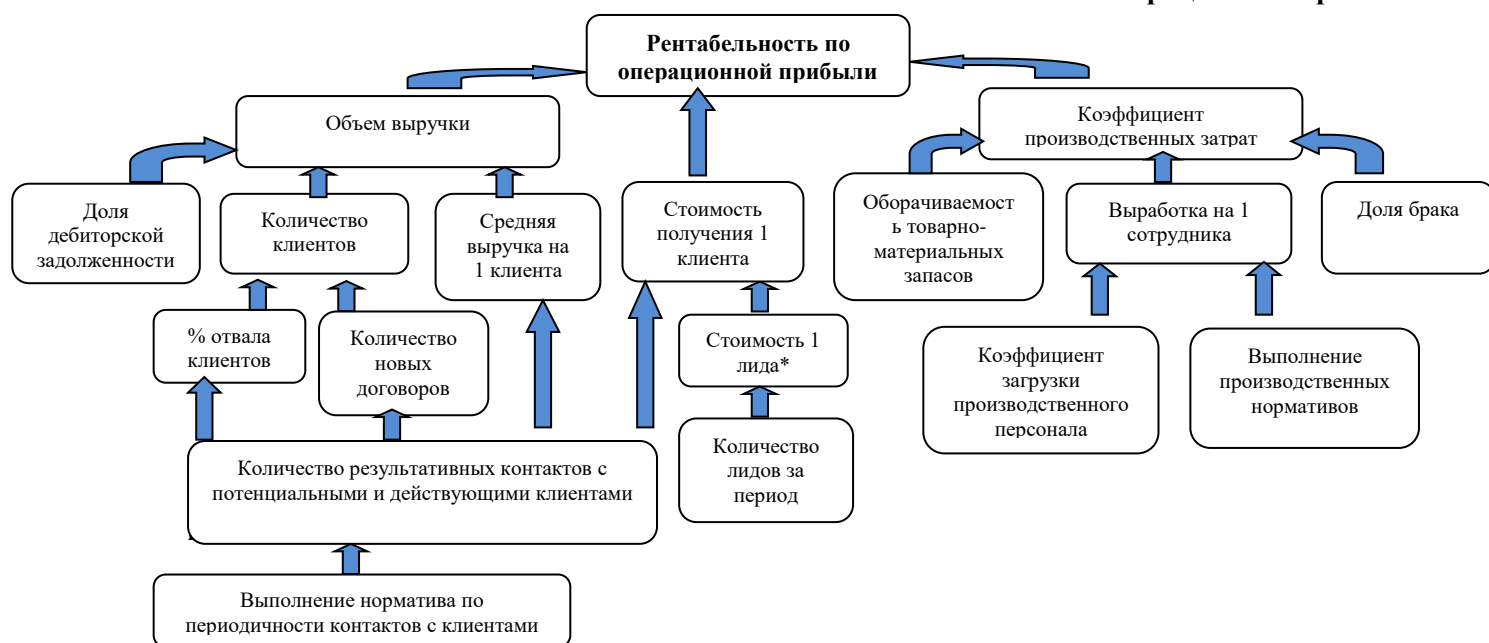 Рентабельность по
операционной прибыли
Объем выручки
Коэффициент
производственных затрат
Доля
дебиторской
задолженности
Количество
клиентов
Средняя
выручка на
1 клиента
Стоимость
получения 1
клиента
Оборачиваемост
ь товарно-
материальных
запасов
Выработка на 1
сотрудника
Доля брака
% отвала
клиентов
Количество
новых
договоров
Стоимость 1
лида*
Коэффициент
загрузки
производственного
персонала
Выполнение
производственных
нормативов
Количество результативных контактов с
потенциальными и действующими клиентами
Количество
лидов за
период
Выполнение норматива по
периодичности контактов с клиентами